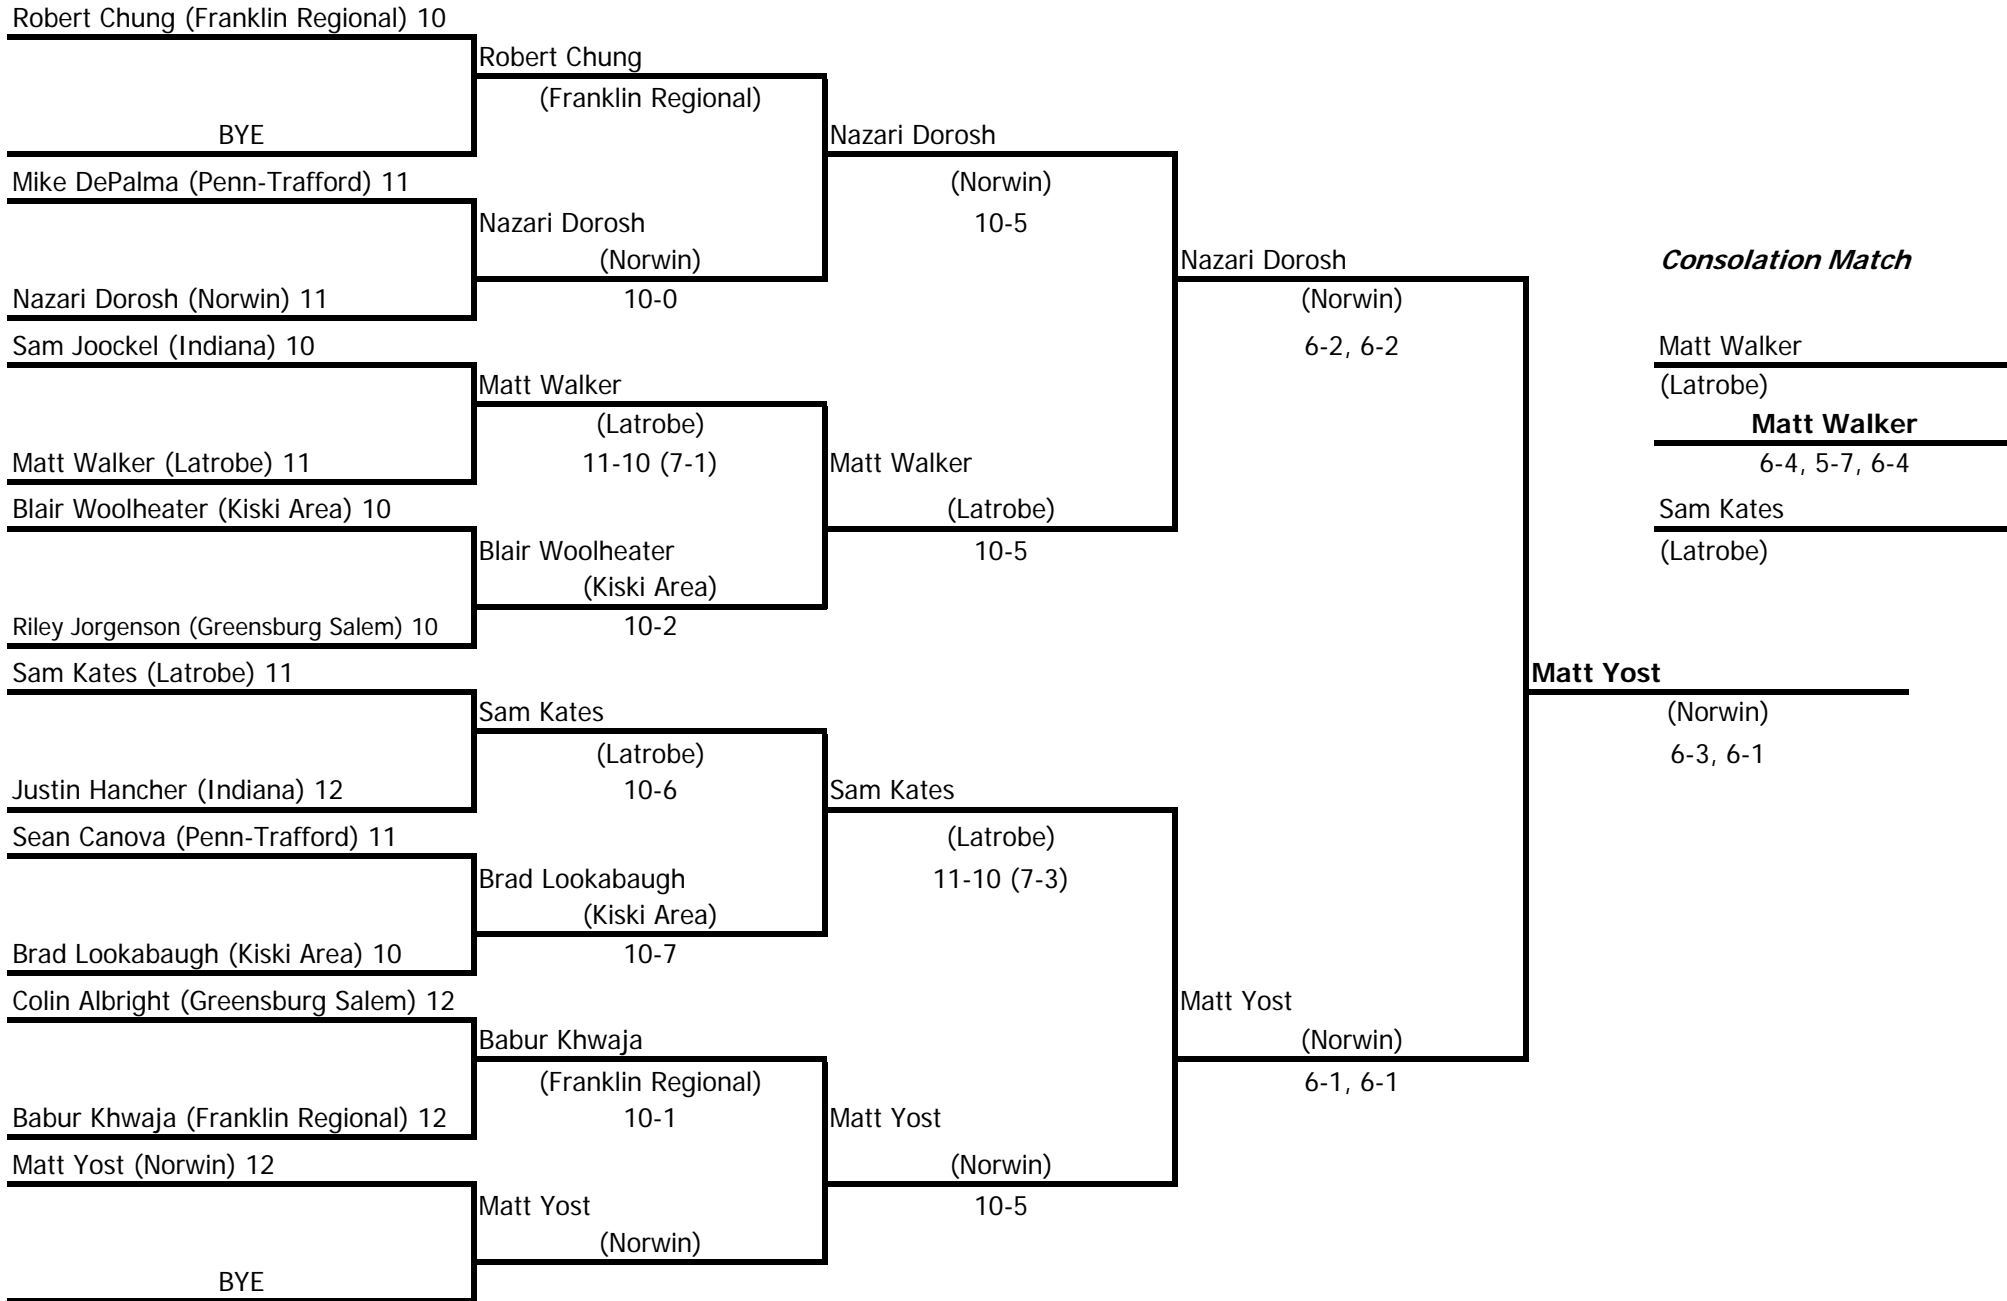 Robert Chung (Franklin Regional) 10
BYE
Mike DePalma (Penn-Trafford) 11
Nazari Dorosh (Norwin) 11
Sam Joockel (Indiana) 10
Matt Walker (Latrobe) 11
Blair Woolheater (Kiski Area) 10
Riley Jorgenson (Greensburg Salem) 10
Sam Kates (Latrobe) 11
Justin Hancher (Indiana) 12
Sean Canova (Penn-Trafford) 11
Brad Lookabaugh (Kiski Area) 10
Colin Albright (Greensburg Salem) 12
Babur Khwaja (Franklin Regional) 12
Matt Yost (Norwin) 12
BYE
Robert Chung
(Franklin Regional)
Nazari Dorosh
(Norwin)
10-0
Matt Walker
(Latrobe)
11-10 (7-1)
Blair Woolheater
(Kiski Area)
10-2
Sam Kates
(Latrobe)
10-6
Brad Lookabaugh
(Kiski Area)
10-7
Babur Khwaja
(Franklin Regional)
10-1
Matt Yost
(Norwin)
Nazari Dorosh
(Norwin)
10-5
Matt Walker
(Latrobe)
10-5
Sam Kates
(Latrobe)
11-10 (7-3)
Matt Yost
(Norwin)
10-5
Nazari Dorosh
(Norwin)
6-2, 6-2
Matt Yost
(Norwin)
6-1, 6-1
Matt Yost
(Norwin)
6-3, 6-1
Consolation Match
Matt Walker
(Latrobe)
Matt Walker
6-4, 5-7, 6-4
Sam Kates
(Latrobe)